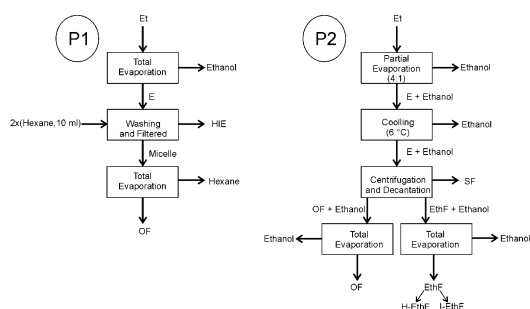 P1
Et
Total
Evaporation
Ethanol
E
2x(Hexane,10 ml)
Washing
and Filtered
HIE
Micelle
Total
Evaporation
Hexane
OF
P2
Et
Partial
Evaporation
(4:1)
Ethanol
E + Ethanol
Coolling
(6 °C)
Ethanol
E + Ethanol
Centrifugation
and Decantation
SF
OF + Ethanol
EthF + Ethanol
Ethanol
Total
Evaporation
Total
Evaporation
Ethanol
OF
EthF
H-EthF
I-EthF